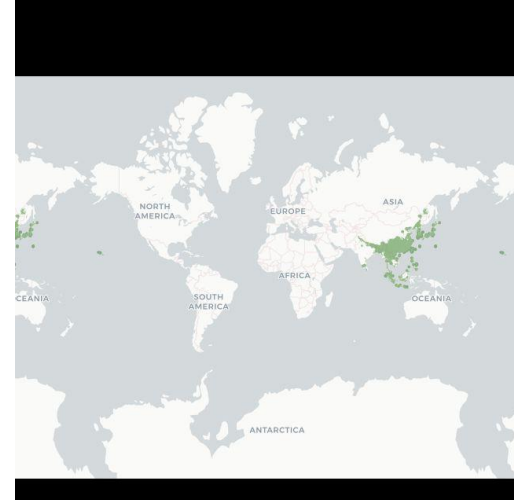 NORTH
AMERICA
EUROPE
ASIA
AFRICA
SOUTH
AMERICA
CEANIA
OCEANIA
ANTARCTICA